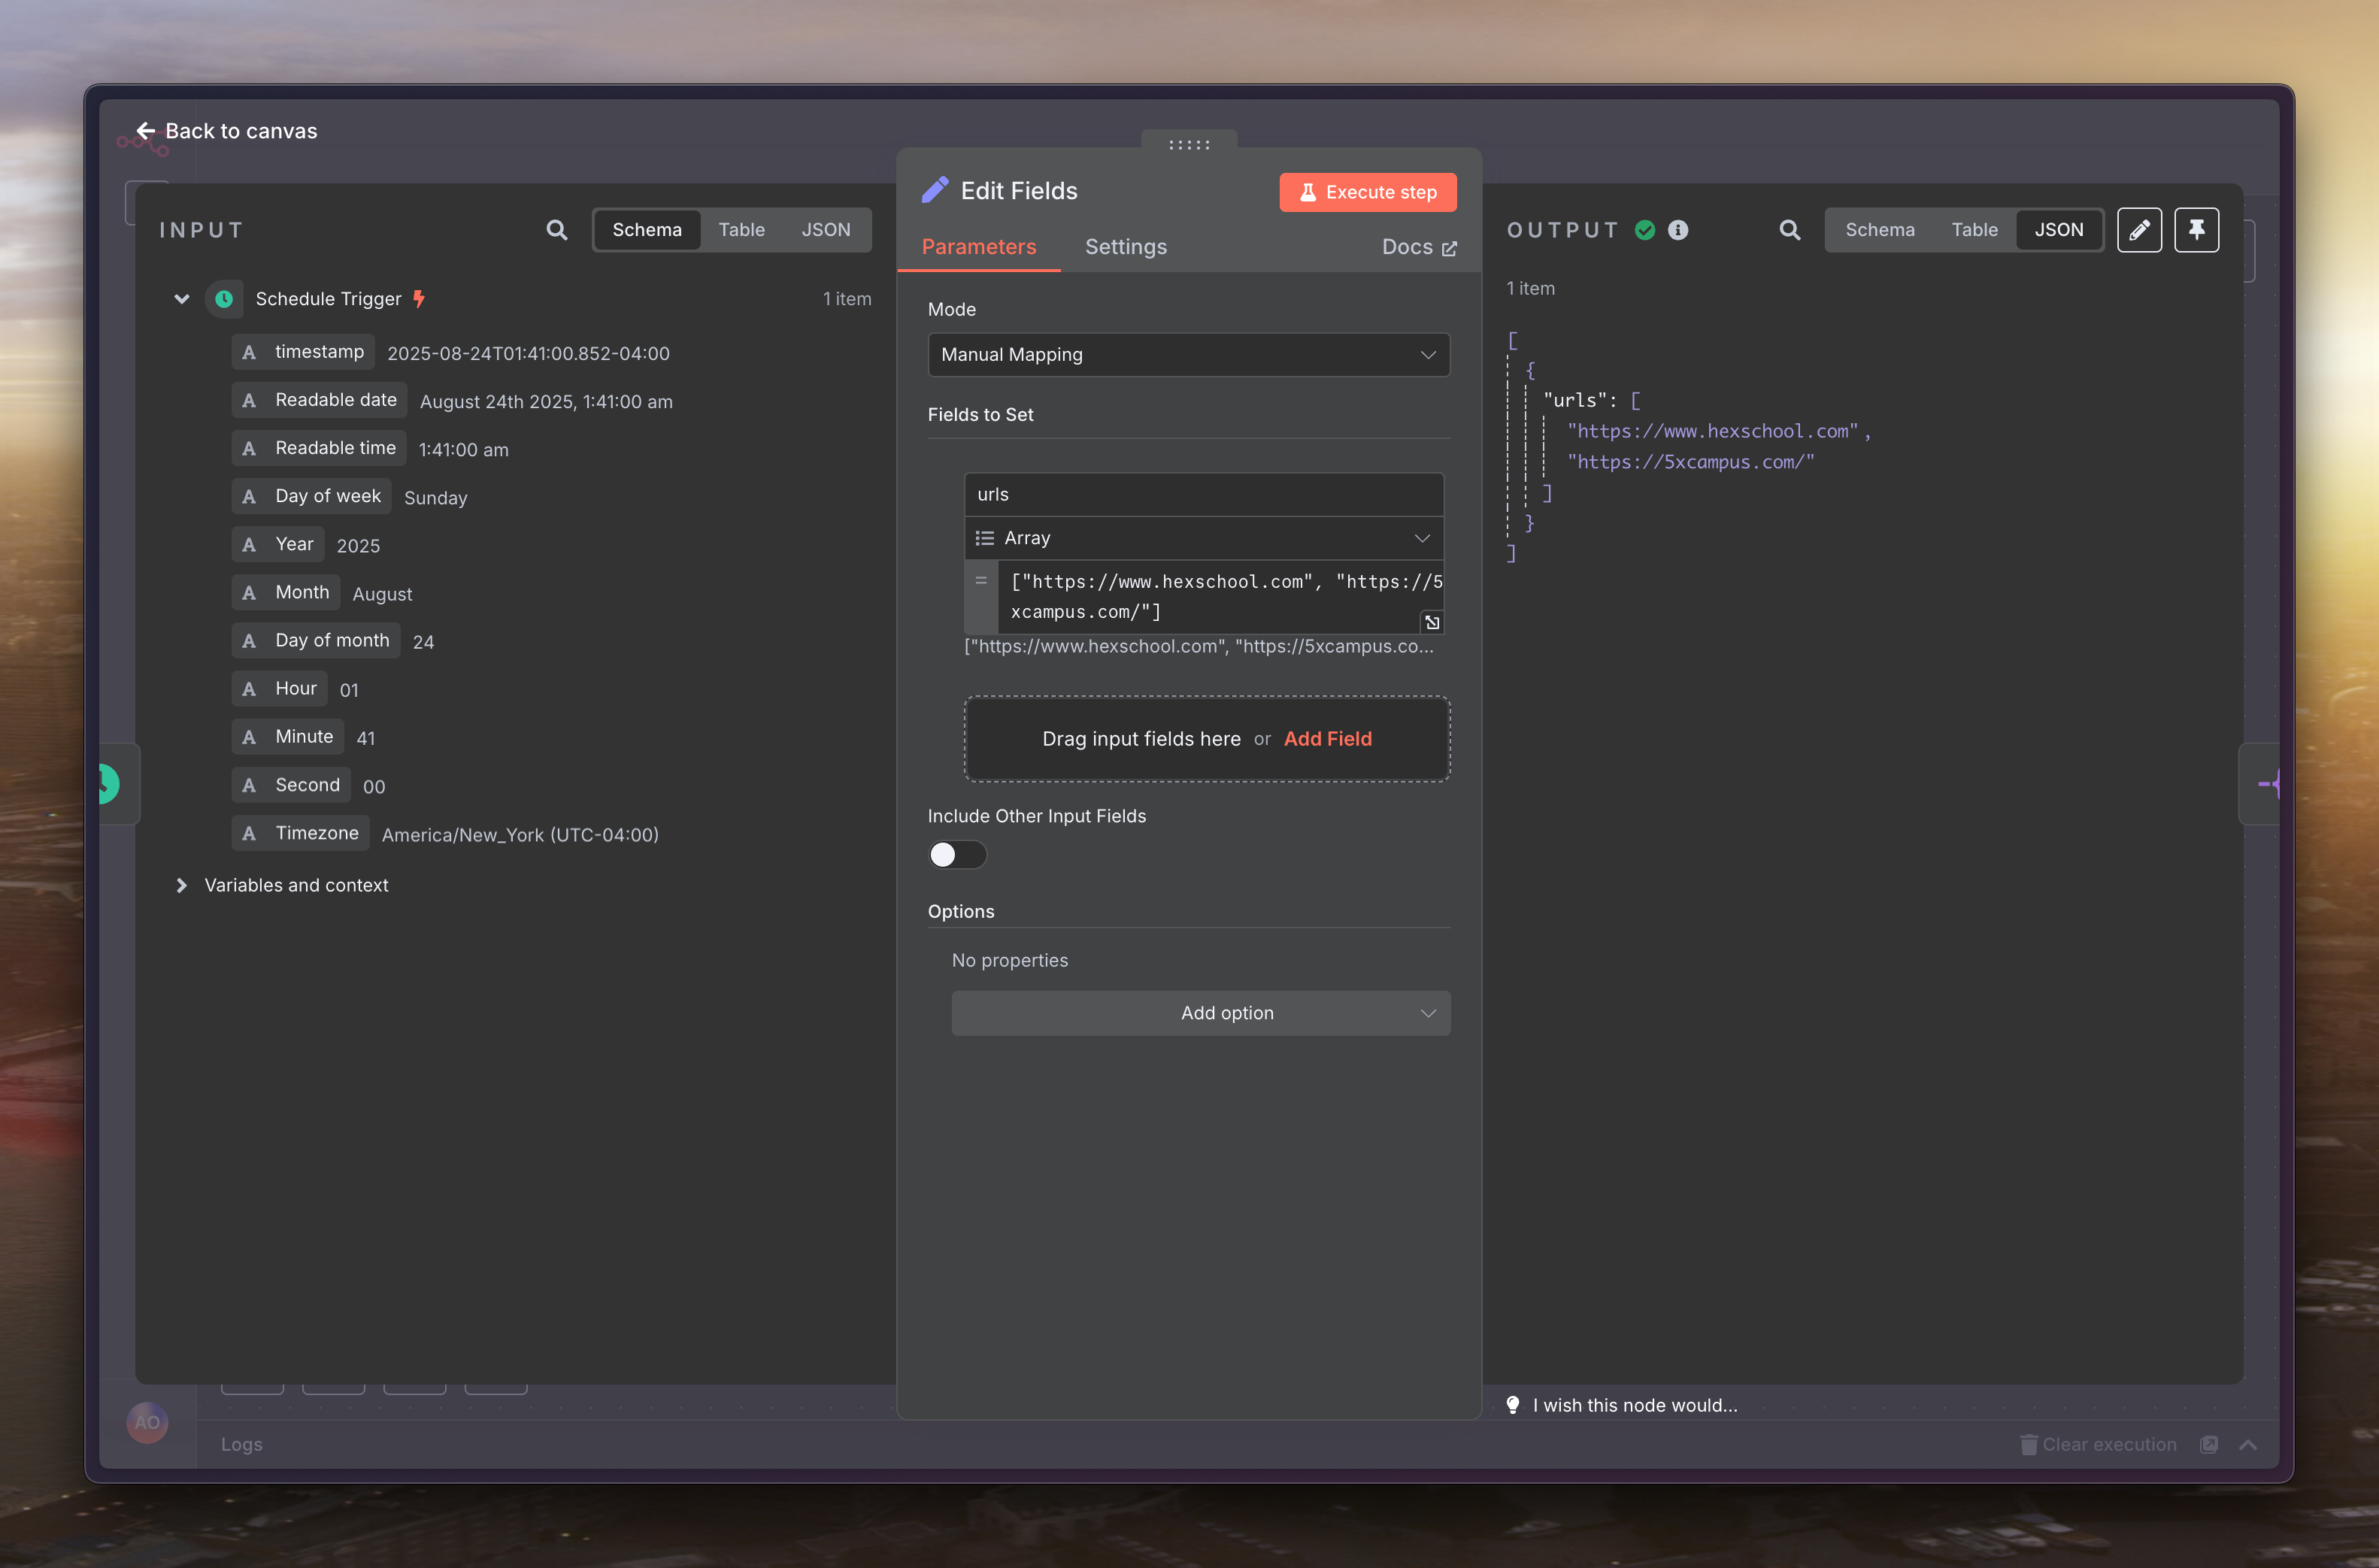 Back to canvas
INPUT
Schema Table JSON
Schedule Trigger 1 item
A timestamp 2025-08-24T01:41:00.852-04:00
A Readable date August 24th 2025, 1:41:00 am
A Readable time 1:41:00 am
A Day of week Sunday
A Year 2025
A Month August
A Day of month 24
A Hour 01
A Minute 41
A Second 00
A Timezone America/New_York (UTC-04:00)
Variables and context
Edit Fields
Execute step
Parameters Settings Docs
Mode
Manual Mapping
Fields to Set
urls
Array
= ["https://www.hexschool.com", "https://5
xcampus.com/"]
["https://www.hexschool.com", "https://5xcampus.co...
Drag input fields here or Add Field
Include Other Input Fields
Options
No properties
Add option
OUTPUT
Schema Table JSON
1 item
[
{
"urls": [
"https://www.hexschool.com",
"https://5xcampus.com/"
]
}
]
I wish this node would...
AO
Logs
Clear execution